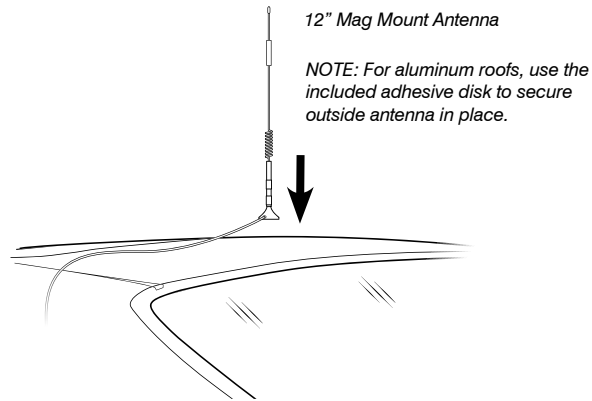 12” Mag Mount Antenna
NOTE: For aluminum roofs, use the
included adhesive disk to secure
outside antenna in place.